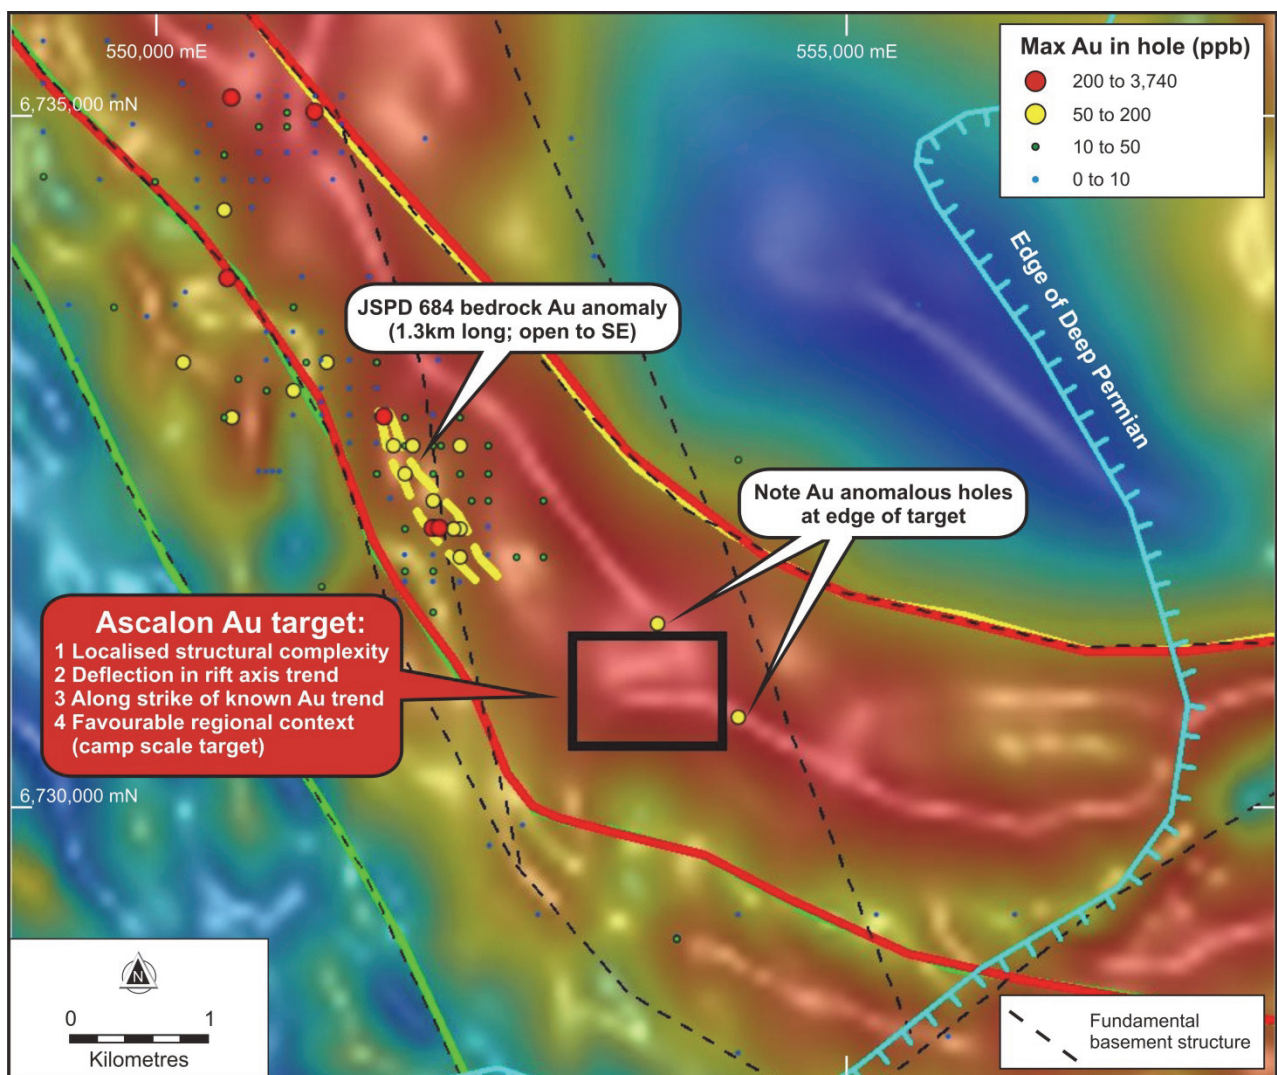 550,000 mE
555,000 mE
6,735,000 mN
Max Au in hole (ppb)
200 to 3,740
50 to 200
10 to 50
0 to 10
Edge of Deep Permian
JSPD 684 bedrock Au anomaly
(1.3km long; open to SE)
Note Au anomalous holes
at edge of target
Ascalon Au target:
1 Localised structural complexity
2 Deflection in rift axis trend
3 Along strike of known Au trend
4 Favourable regional context
(camp scale target)
6,730,000 mN
N
0 1
Kilometres
Fundamental
basement structure